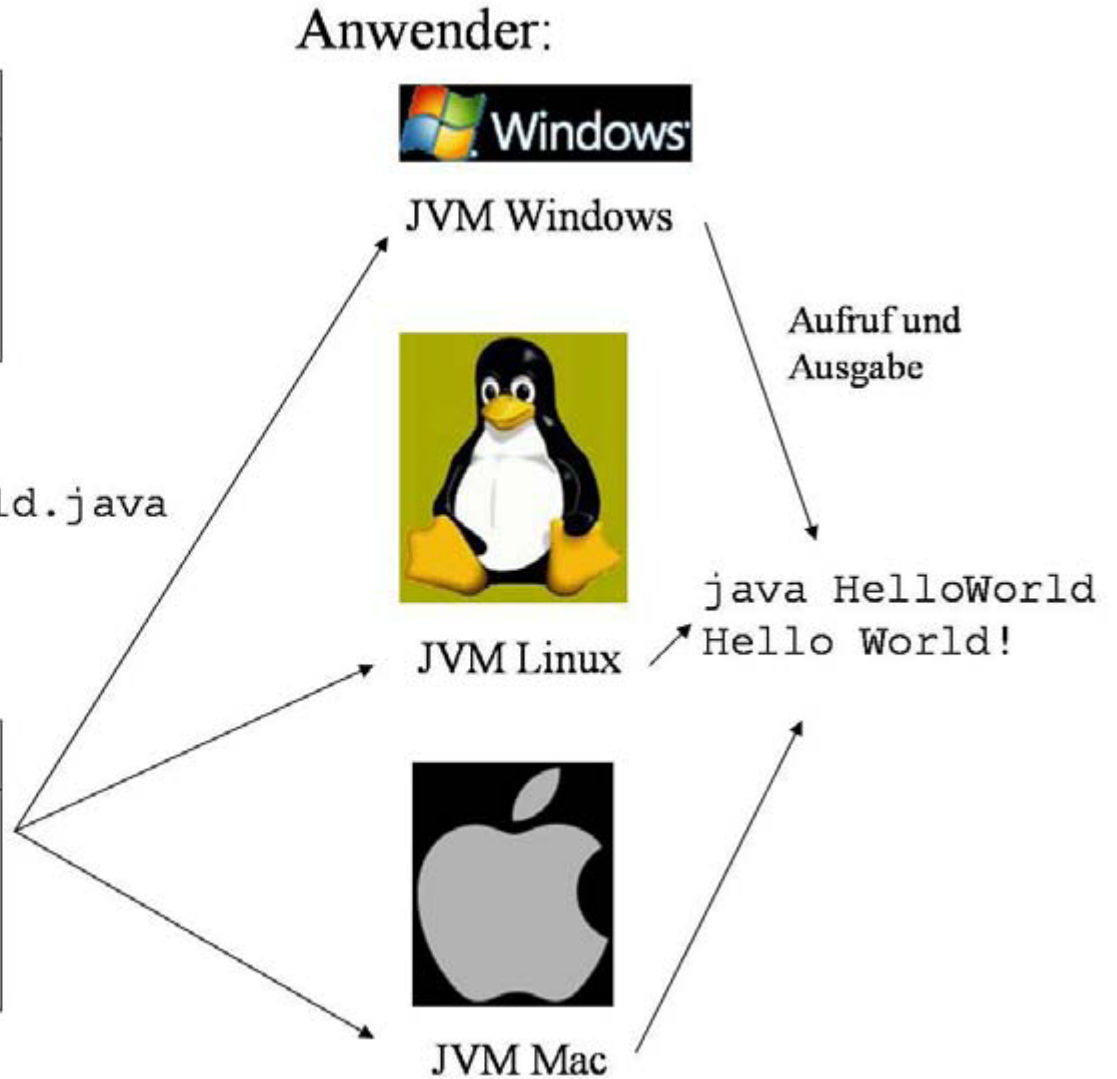 Anwender:
Windows
JVM Windows
Aufruf und
Ausgabe
ld.java
java HelloWorld
Hello World!
JVM Linux
JVM Mac